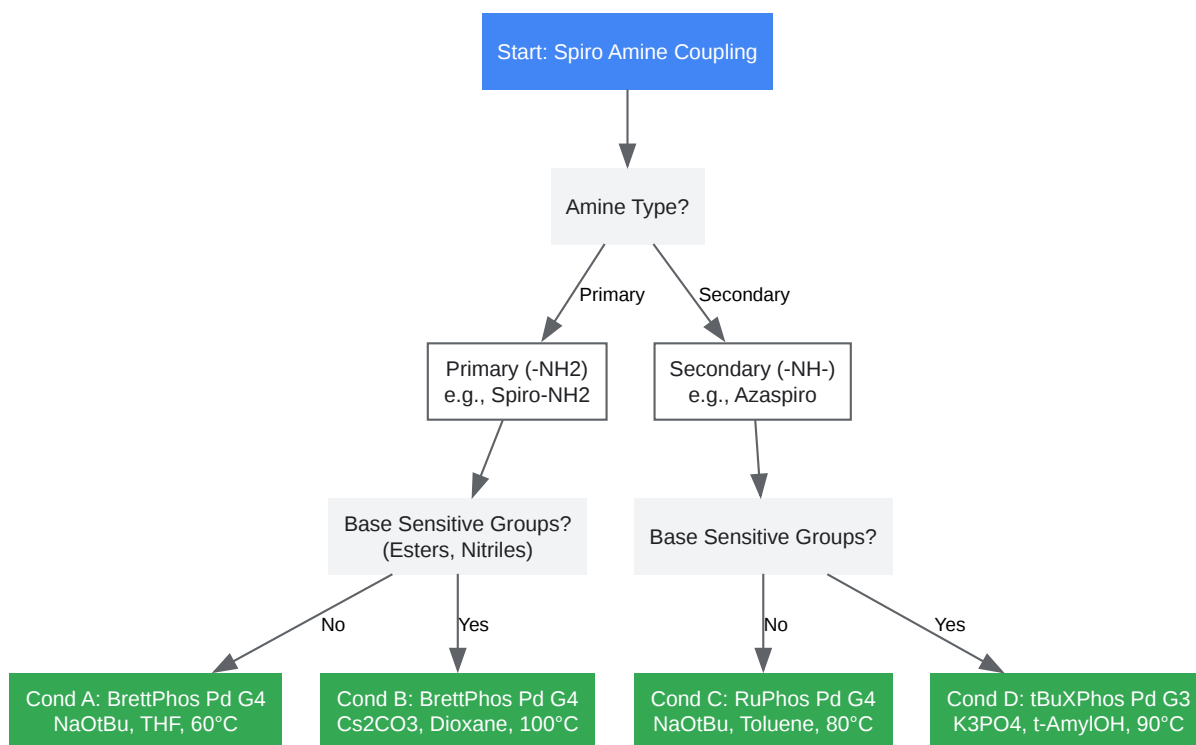 Start: Spiro Amine Coupling
Amine Type?
Primary
Secondary
Primary (-NH2)
e.g., Spiro-NH2
Secondary (-NH-)
e.g., Azaspiro
Base Sensitive Groups?
(Esters, Nitriles)
Base Sensitive Groups?
No
Yes
No
Yes
Cond A: BrettPhos Pd G4
NaOtBu, THF, 60°C
Cond B: BrettPhos Pd G4
Cs2CO3, Dioxane, 100°C
Cond C: RuPhos Pd G4
NaOtBu, Toluene, 80°C
Cond D: tBuXPhos Pd G3
K3PO4, t-AmylOH, 90°C